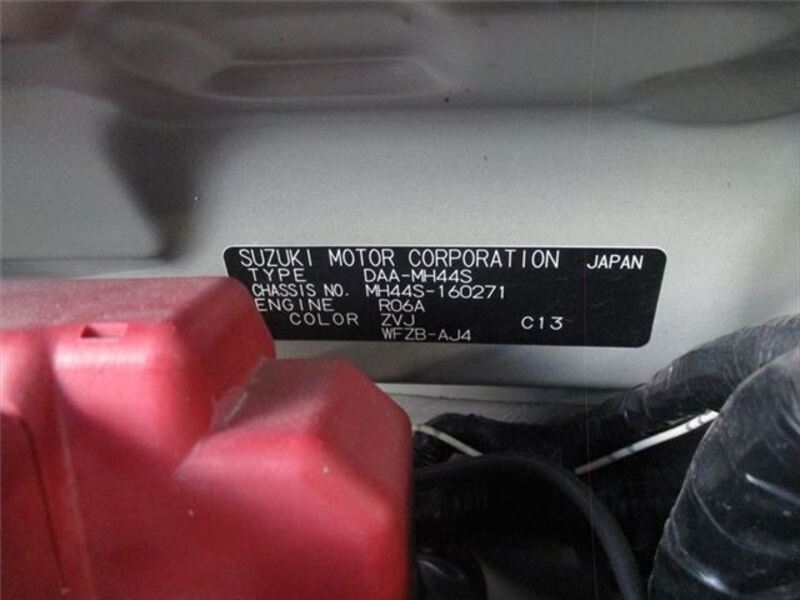 SUZUKI MOTOR CORPORATION JAPAN
TYPE DAA-MH44S
CHASSIS NO. MH44S-160271
ENGINE R06A
COLOR ZVJ C13
WFZB-AJ4